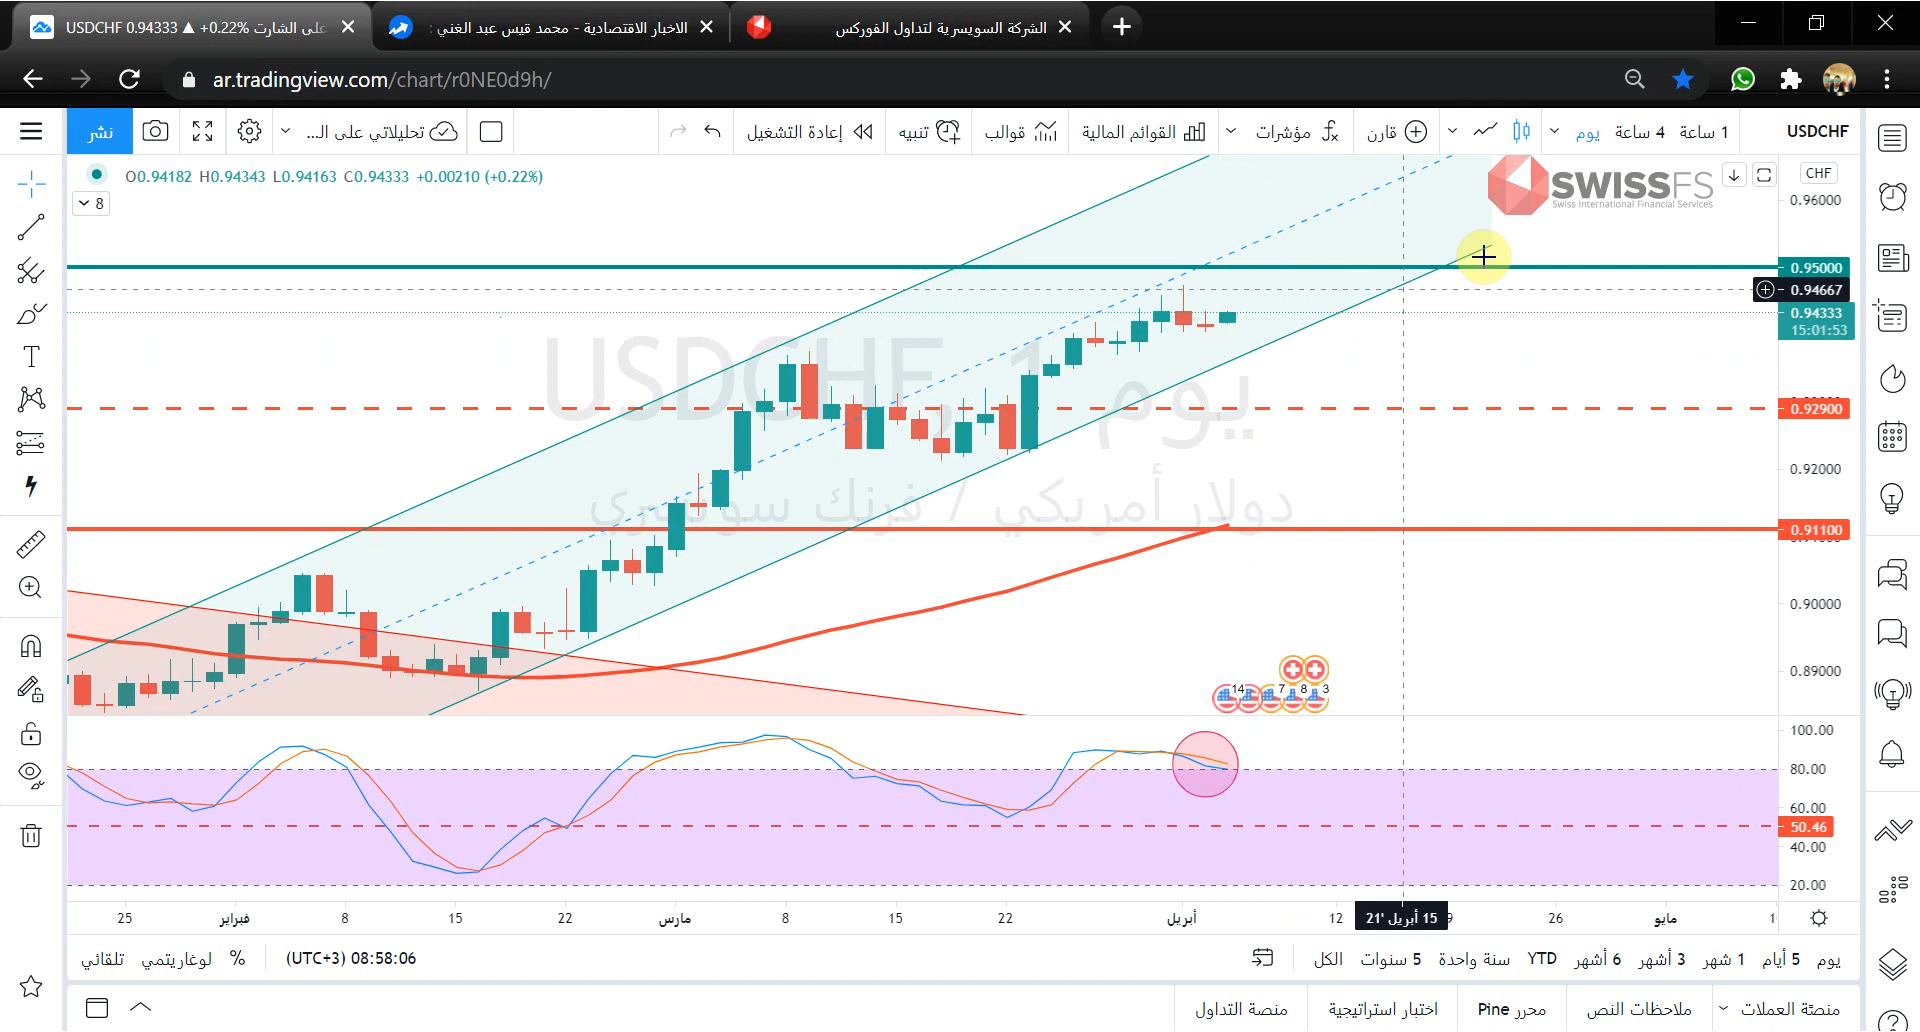 USDCHF 0.94333 ▲ +0.22% على الشارت
الاخبار الاقتصادية - محمد قيس عبد الغني :
الشركة السويسرية لتداول الفوركس
ar.tradingview.com/chart/r0NE0d9h/
نشر
تحليلاتي على الـ...
إعادة التشغيل
تنبيه
قوالب
القوائم المالية
مؤشرات
قارن
يوم
4 ساعة
1 ساعة
USDCHF
O0.94182 H0.94343 L0.94163 C0.94333 +0.00210 (+0.22%)
8
SWISSFS
Swiss International Financial Services
CHF
0.96000
0.95000
0.94667
0.94333
15:01:53
0.92900
0.92000
0.91100
0.90000
0.89000
USDCHF, 1 يوم
دولار أمريكي / فرنك سويسري
14 7 8 3
100.00
80.00
60.00
50.46
40.00
20.00
25 فبراير 8 15 22 مارس 8 15 22 أبريل 12 15 أبريل '21 26 مايو
تلقائي
لوغاريتمي
%
08:58:06 (UTC+3)
الكل
5 سنوات
سنة واحدة
YTD
6 أشهر
3 أشهر
1 شهر
5 أيام
يوم
منصة التداول
اختبار استراتيجية
محرر Pine
ملاحظات النص
منصتة العملات